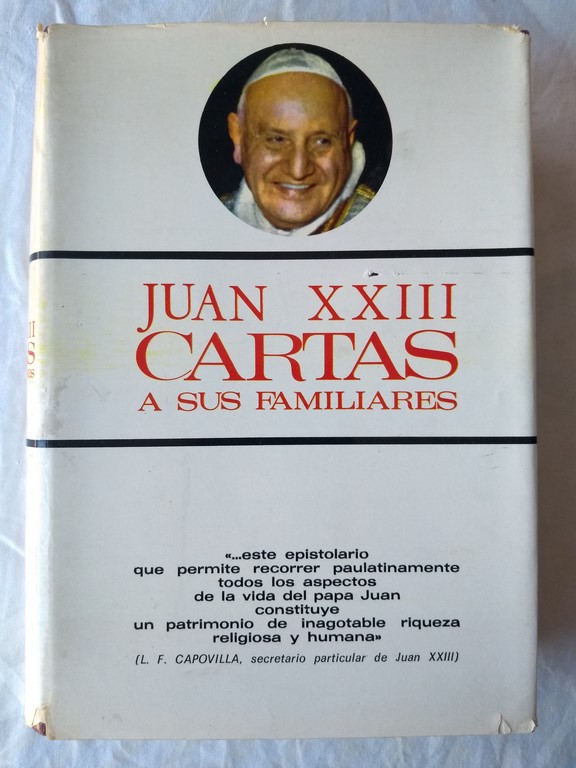 JUAN XXIII
CARTAS
A SUS FAMILIARES
«...este epistolario
que permite recorrer paulatinamente
todos los aspectos
de la vida del papa Juan
constituye
un patrimonio de inagotable riqueza
religiosa y humana»
(L. F. CAPOVILLA, secretario particular de Juan XXIII)